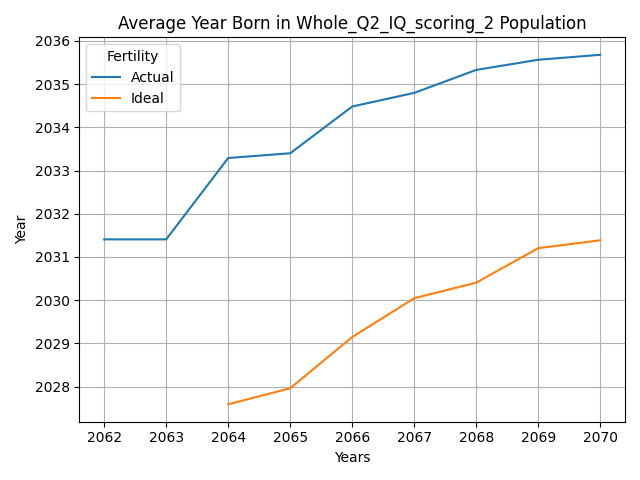 Average Year Born in Whole_Q2_IQ_scoring_2 Population
Fertility
Actual
Ideal
2036
2035
2034
2033
2032
2031
2030
2029
2028
Year
2062 2063 2064 2065 2066 2067 2068 2069 2070
Years